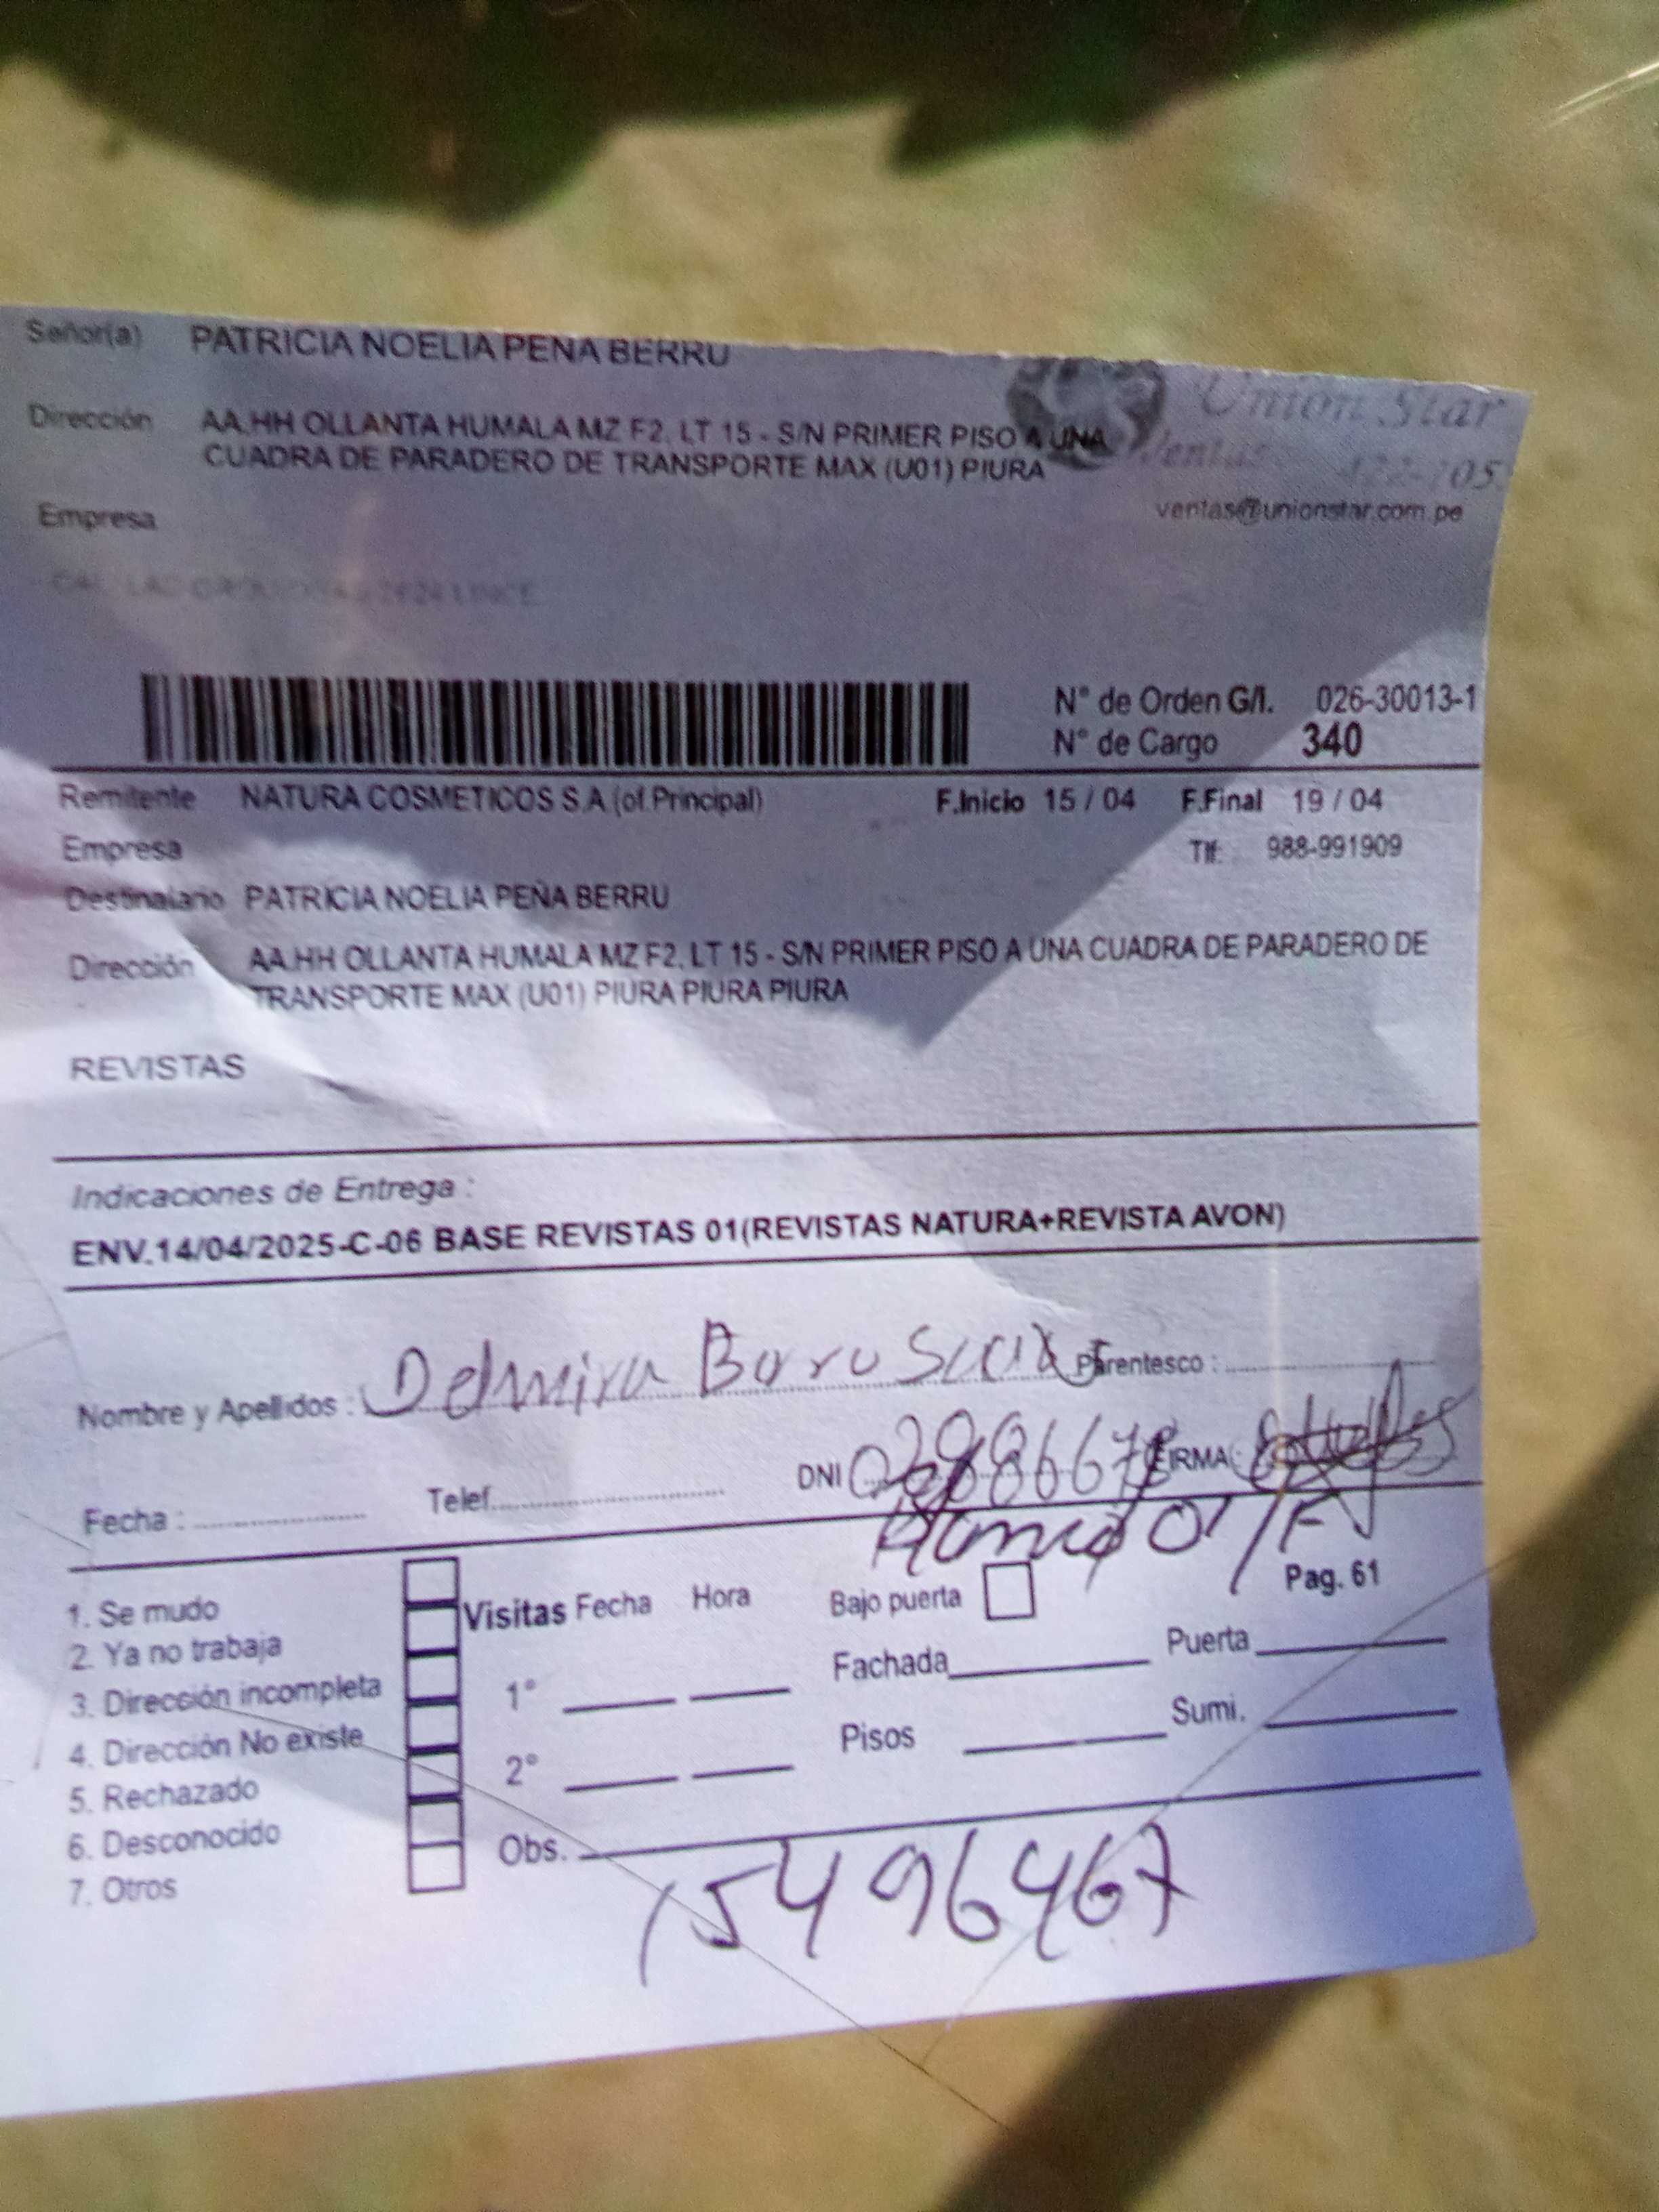 Señor(a) PATRICIA NOELIA PEÑA BERRU
Union Star
Dirección AA.HH OLLANTA HUMALA MZ F2, LT 15 - S/N PRIMER PISO A UNA
CUADRA DE PARADERO DE TRANSPORTE MAX (U01) PIURA
Ventas 422-105
ventas@unionstar.com.pe
Empresa
N° de Orden G/I. 026-30013-1
N° de Cargo 340
Remitente NATURA COSMETICOS S.A (of.Principal) F.Inicio 15 / 04 F.Final 19 / 04
Empresa Tlf: 988-991909
Destinatario PATRICIA NOELIA PEÑA BERRU
Dirección AA.HH OLLANTA HUMALA MZ F2, LT 15 - S/N PRIMER PISO A UNA CUADRA DE PARADERO DE
TRANSPORTE MAX (U01) PIURA PIURA PIURA
REVISTAS
Indicaciones de Entrega :
ENV.14/04/2025-C-06 BASE REVISTAS 01(REVISTAS NATURA+REVISTA AVON)
Nombre y Apellidos : Delmira Borru Parentesco :
Fecha : Telef. DNI FIRMA:
Pag. 61
1. Se mudo Visitas Fecha Hora Bajo puerta
2. Ya no trabaja Fachada Puerta
3. Dirección incompleta 1°
4. Dirección No existe Pisos Sumi.
5. Rechazado 2°
6. Desconocido Obs.
7. Otros
15496467